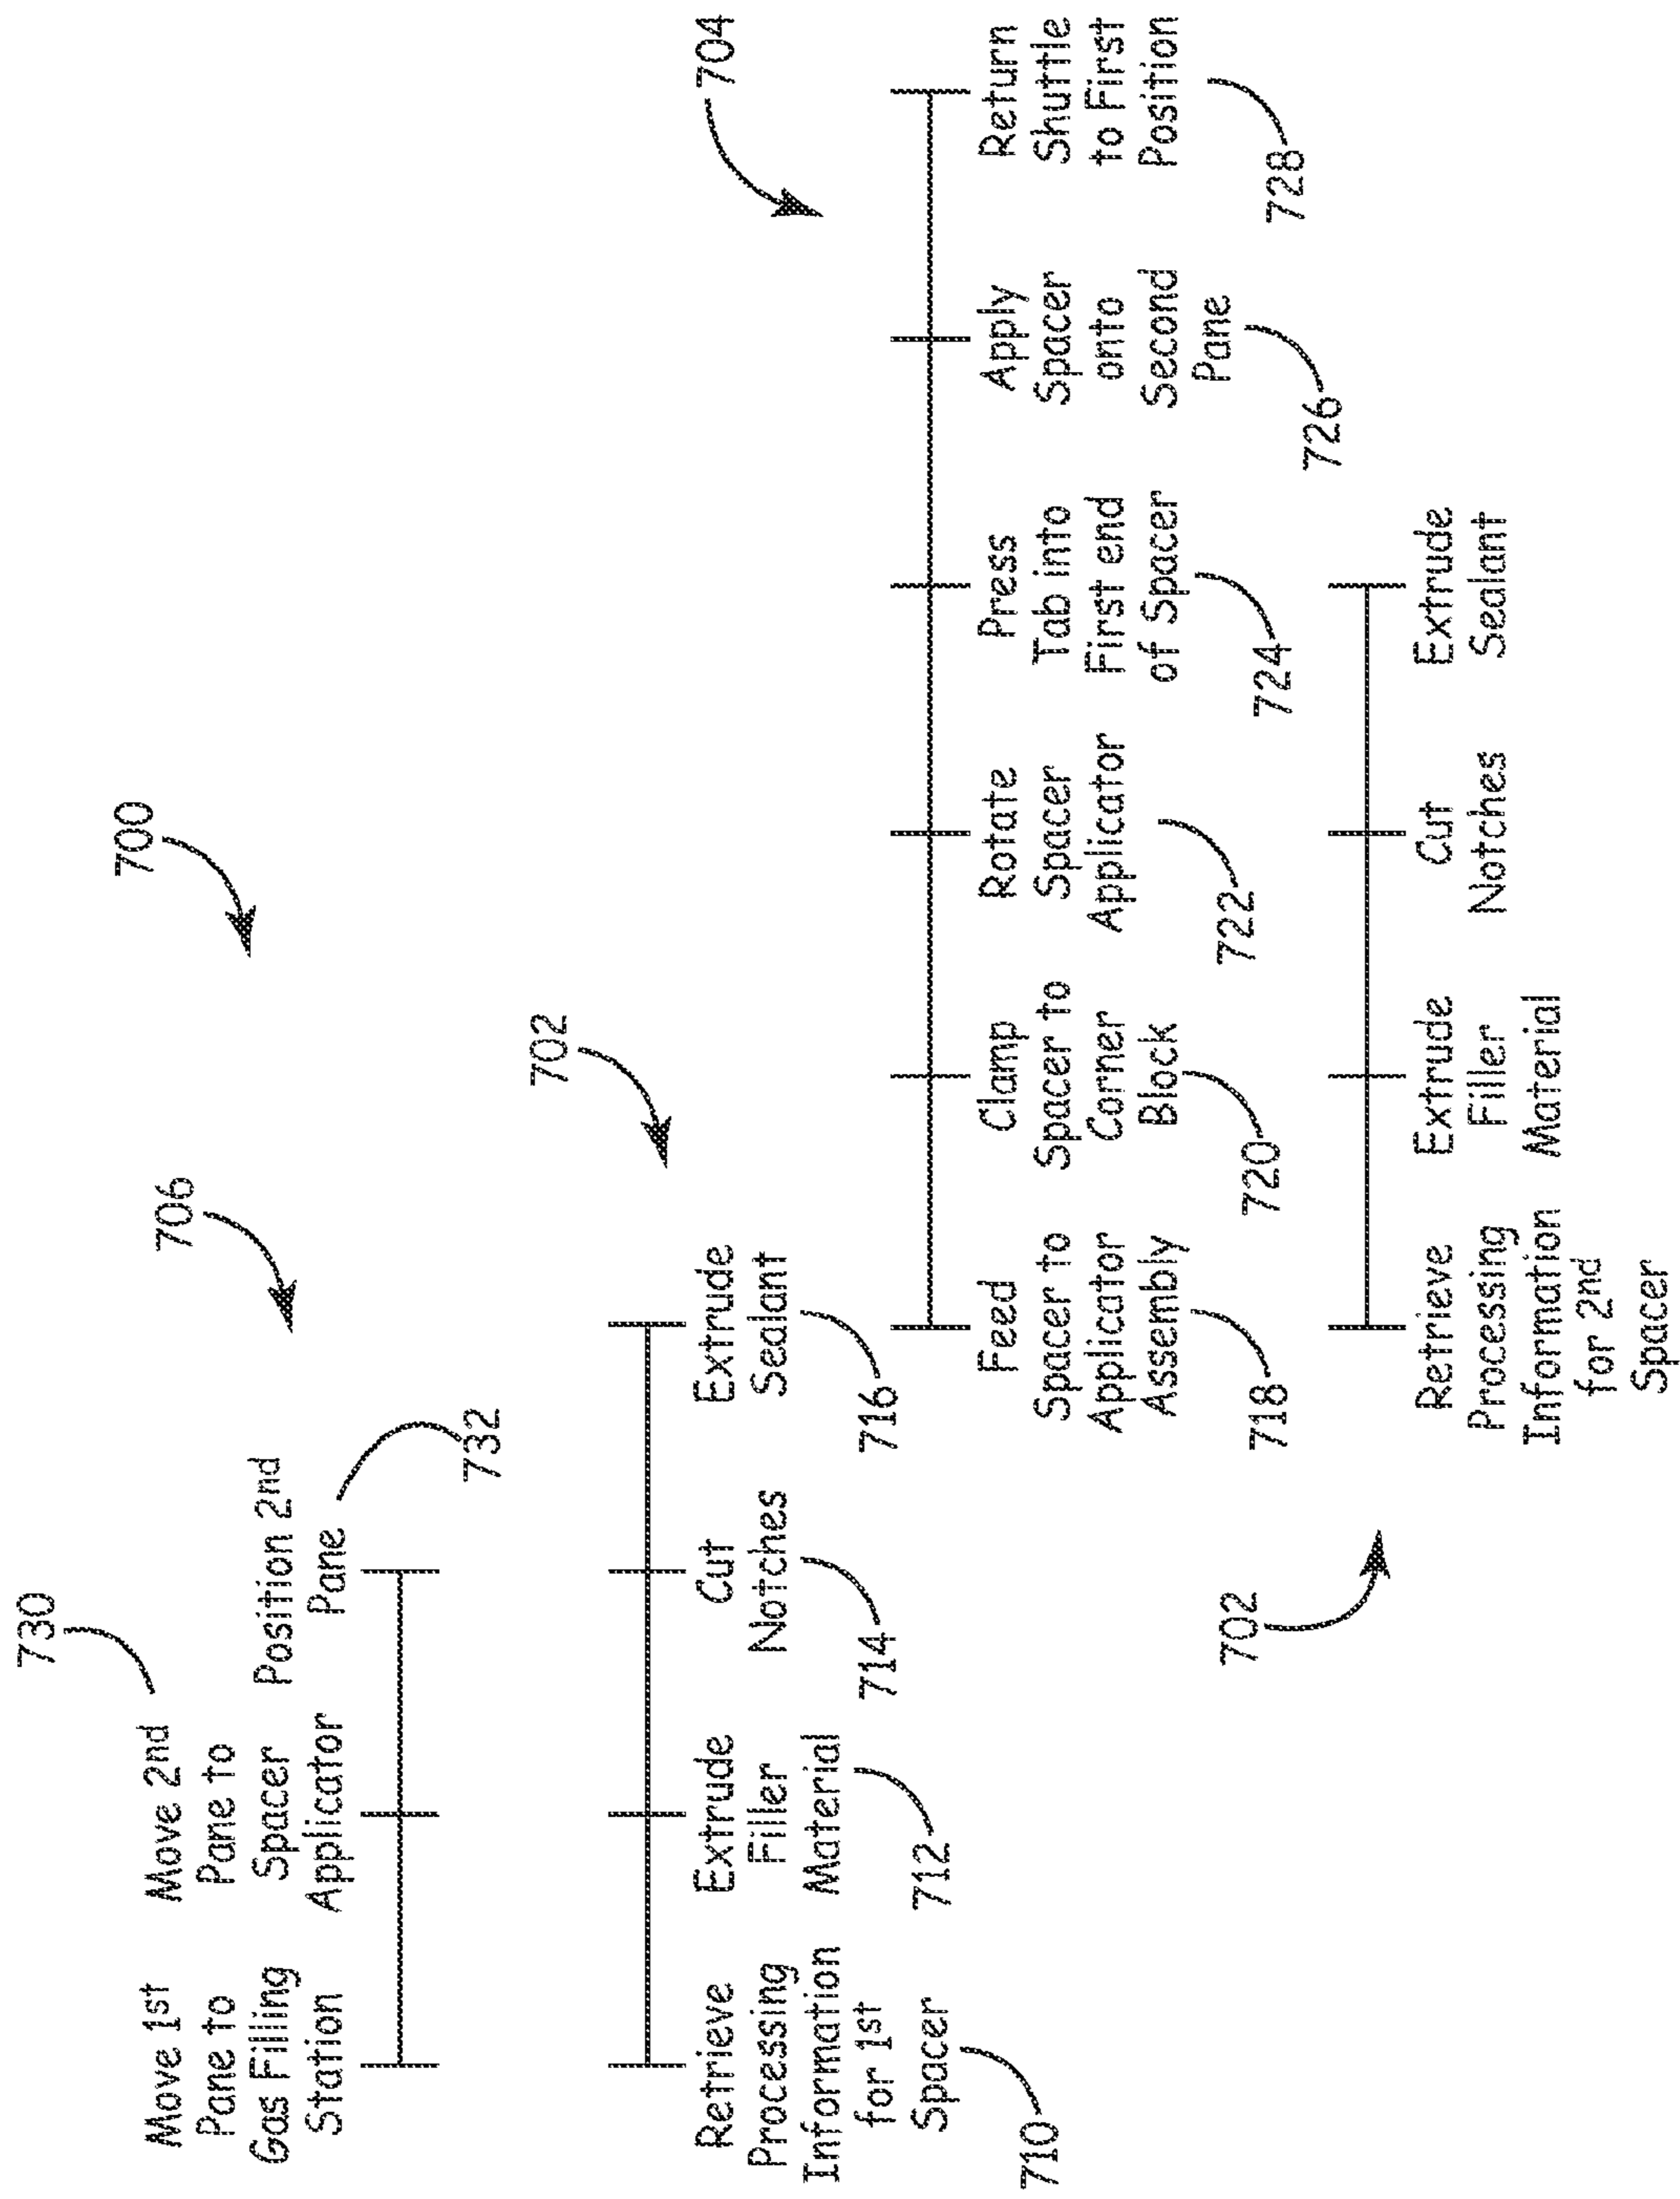 700
706
730
Move 1st
Pane to
Gas Filling
Station
Move 2nd
Pane to
Spacer
Applicator
Position 2nd
Pane
732
702
Retrieve
Processing
Information
for 1st
Spacer
710
Extrude
Filler
Material
712
Cut
Notches
714
Extrude
Sealant
716
704
Feed
Spacer to
Applicator
Assembly
718
Clamp
Spacer to
Corner
Block
720
Rotate
Spacer
Applicator
722
Press
Tab into
First end
of Spacer
724
Apply
Spacer
onto
Second
Pane
726
Return
Shuttle
to First
Position
728
702
Retrieve
Processing
Information
for 2nd
Spacer
Extrude
Filler
Material
Cut
Notches
Extrude
Sealant